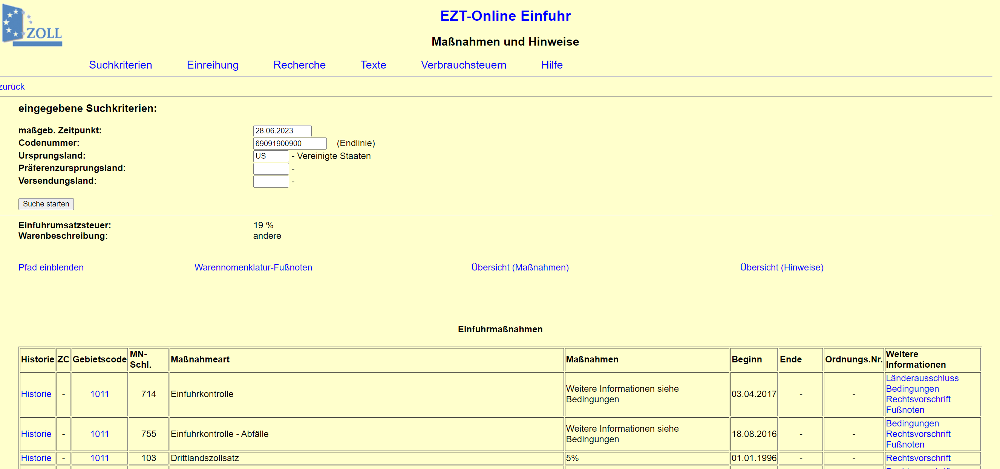 ZOLL
EZT-Online Einfuhr
Maßnahmen und Hinweise
Suchkriterien Einreihung Recherche Texte Verbrauchsteuern Hilfe
zurück
eingegebene Suchkriterien:
maßgeb. Zeitpunkt: 28.06.2023
Codenummer: 69091900900 (Endlinie)
Ursprungsland: US - Vereinigte Staaten
Präferenzursprungsland: -
Versendungsland: -
Suche starten
Einfuhrumsatzsteuer: 19 %
Warenbeschreibung: andere
Pfad einblenden Warennomenklatur-Fußnoten Übersicht (Maßnahmen) Übersicht (Hinweise)
Einfuhrmaßnahmen
Historie ZC Gebietscode MN-Schl. Maßnahmeart Maßnahmen Beginn Ende Ordnungs.Nr. Weitere Informationen
Historie - 1011 714 Einfuhrkontrolle Weitere Informationen siehe Bedingungen 03.04.2017 - - Länderausschluss
Bedingungen
Rechtsvorschrift
Fußnoten
Historie - 1011 755 Einfuhrkontrolle - Abfälle Weitere Informationen siehe Bedingungen 18.08.2016 - - Bedingungen
Rechtsvorschrift
Fußnoten
Historie - 1011 103 Drittlandszollsatz 5% 01.01.1996 - - Rechtsvorschrift